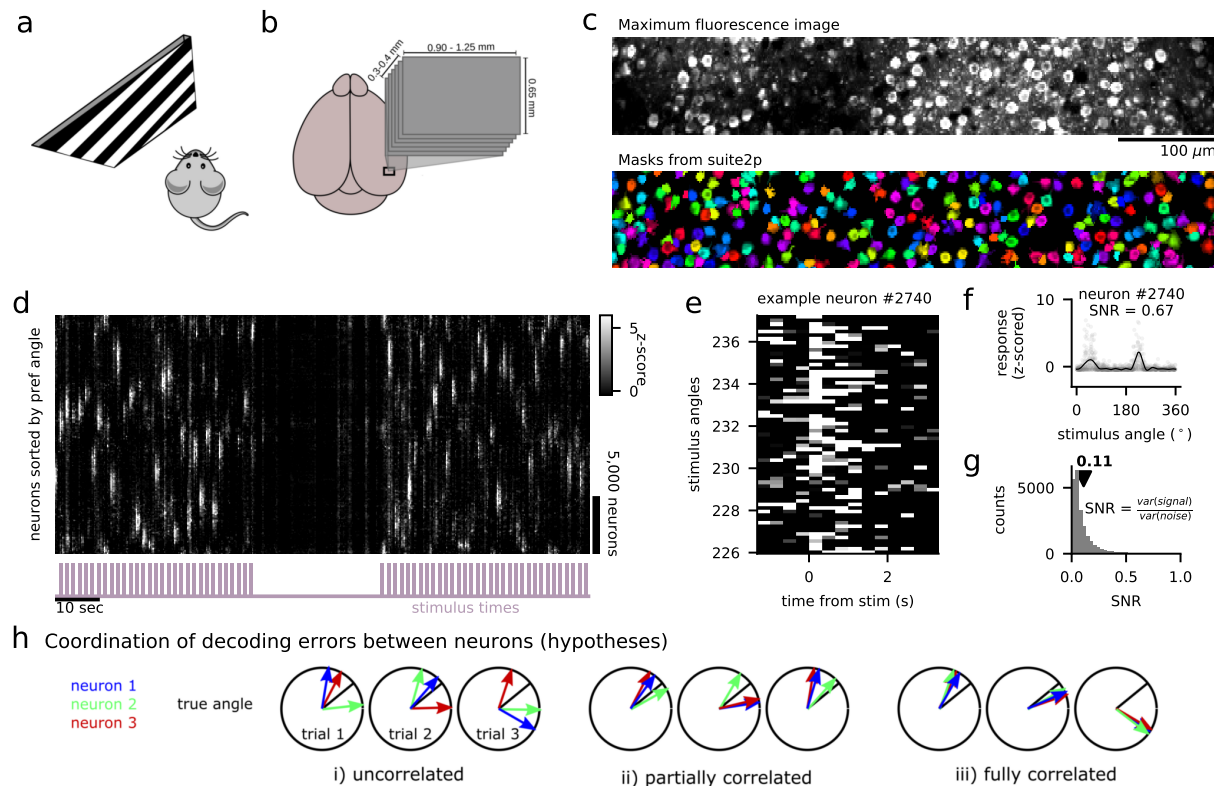 a
b
0.3-0.4 mm
0.90 - 1.25 mm
0.65 mm
c
Maximum fluorescence image
100 μm
Masks from suite2p
d
neurons sorted by pref angle
5
0
z-score
5,000 neurons
10 sec
stimulus times
e
example neuron #2740
stimulus angles
236
234
232
230
228
226
0
2
time from stim (s)
f
neuron #2740
SNR = 0.67
response
(z-scored)
10
0
0
180
360
stimulus angle (°)
g
0.11
counts
5000
0
SNR = var(signal)/var(noise)
0.0
0.5
1.0
SNR
h Coordination of decoding errors between neurons (hypotheses)
neuron 1
neuron 2
neuron 3
true angle
trial 1
trial 2
trial 3
i) uncorrelated
ii) partially correlated
iii) fully correlated